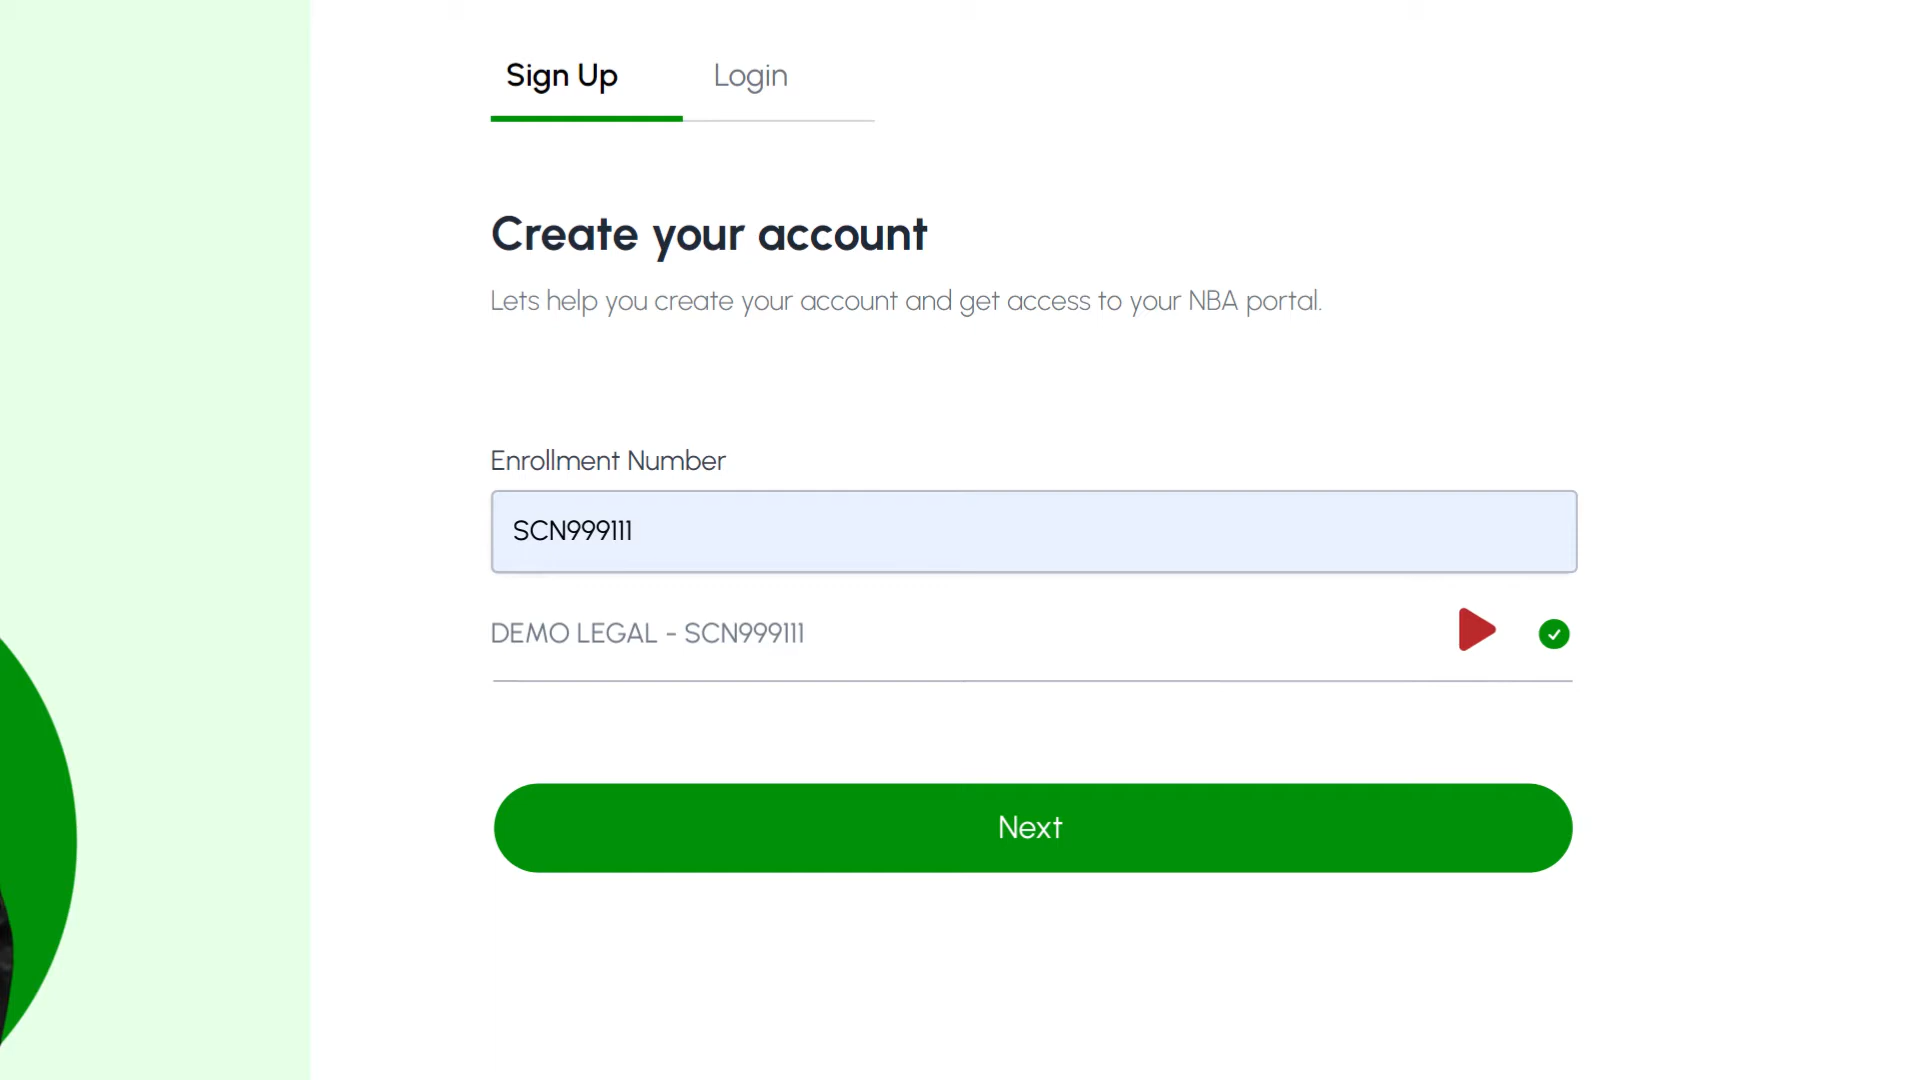 Sign Up Login
Create your account
Lets help you create your account and get access to your NBA portal.
Enrollment Number
SCN999111
DEMO LEGAL - SCN999111
Next